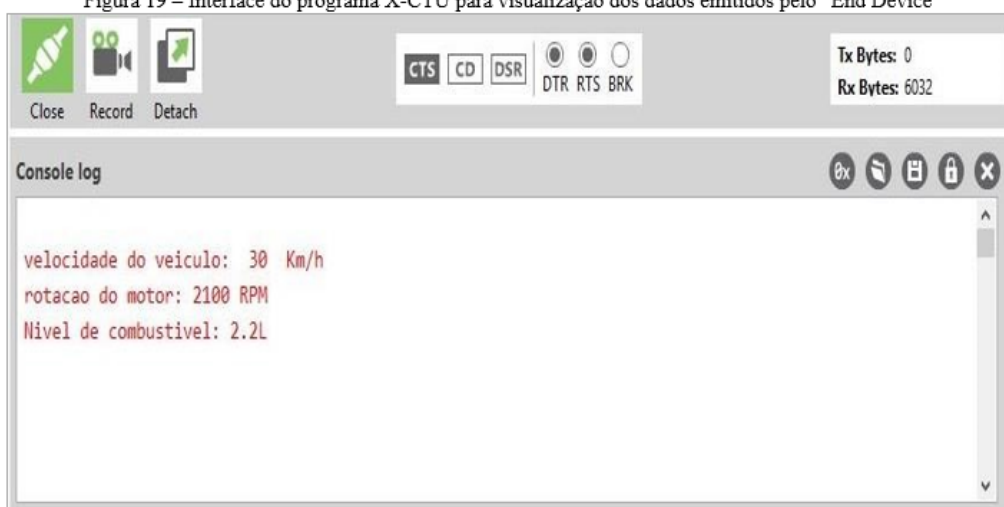 Figura 19 – Interface do programa X-CTU para visualização dos dados emitidos pelo "End Device"
Close Record Detach
CTS CD DSR DTR RTS BRK
Tx Bytes: 0
Rx Bytes: 6032
Console log
0x
velocidade do veiculo: 30 Km/h
rotacao do motor: 2100 RPM
Nivel de combustivel: 2.2L